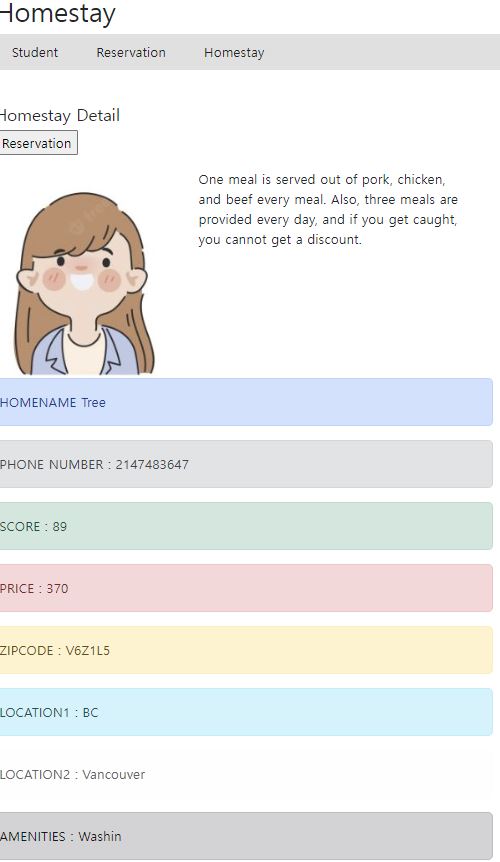 Homestay
Student Reservation Homestay
Homestay Detail
Reservation
One meal is served out of pork, chicken,
and beef every meal. Also, three meals are
provided every day, and if you get caught,
you cannot get a discount.
HOMENAME Tree
PHONE NUMBER : 2147483647
SCORE : 89
PRICE : 370
ZIPCODE : V6Z1L5
LOCATION1 : BC
LOCATION2 : Vancouver
AMENITIES : Washin